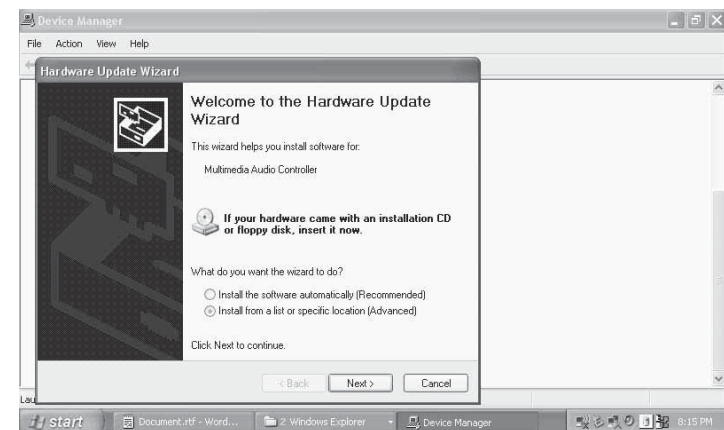 Device Manager
File Action View Help
Hardware Update Wizard
Welcome to the Hardware Update
Wizard
This wizard helps you install software for:
Multimedia Audio Controller
If your hardware came with an installation CD
or floppy disk, insert it now.
What do you want the wizard to do?
Install the software automatically (Recommended)
Install from a list or specific location (Advanced)
Click Next to continue.
< Back Next > Cancel
Lau
start Document.rtf - Word... 2 Windows Explorer Device Manager 8:15 PM